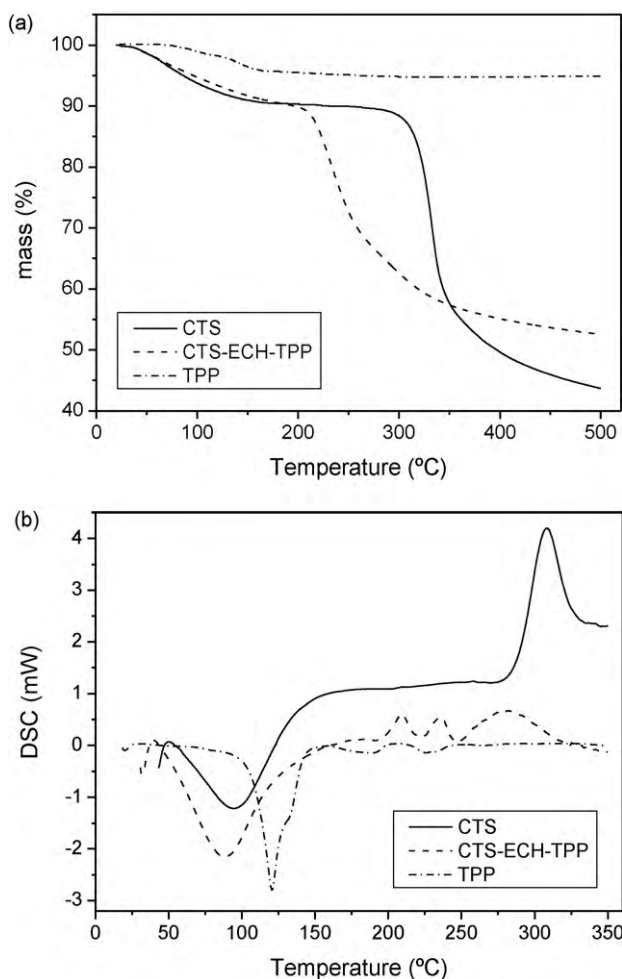 (a)
100
90
80
70
60
50
40
mass (%)
CTS
CTS-ECH-TPP
TPP
0 100 200 300 400 500
Temperature (ºC)
(b)
4
3
2
1
0
-1
-2
-3
DSC (mW)
CTS
CTS-ECH-TPP
TPP
0 50 100 150 200 250 300 350
Temperature (ºC)